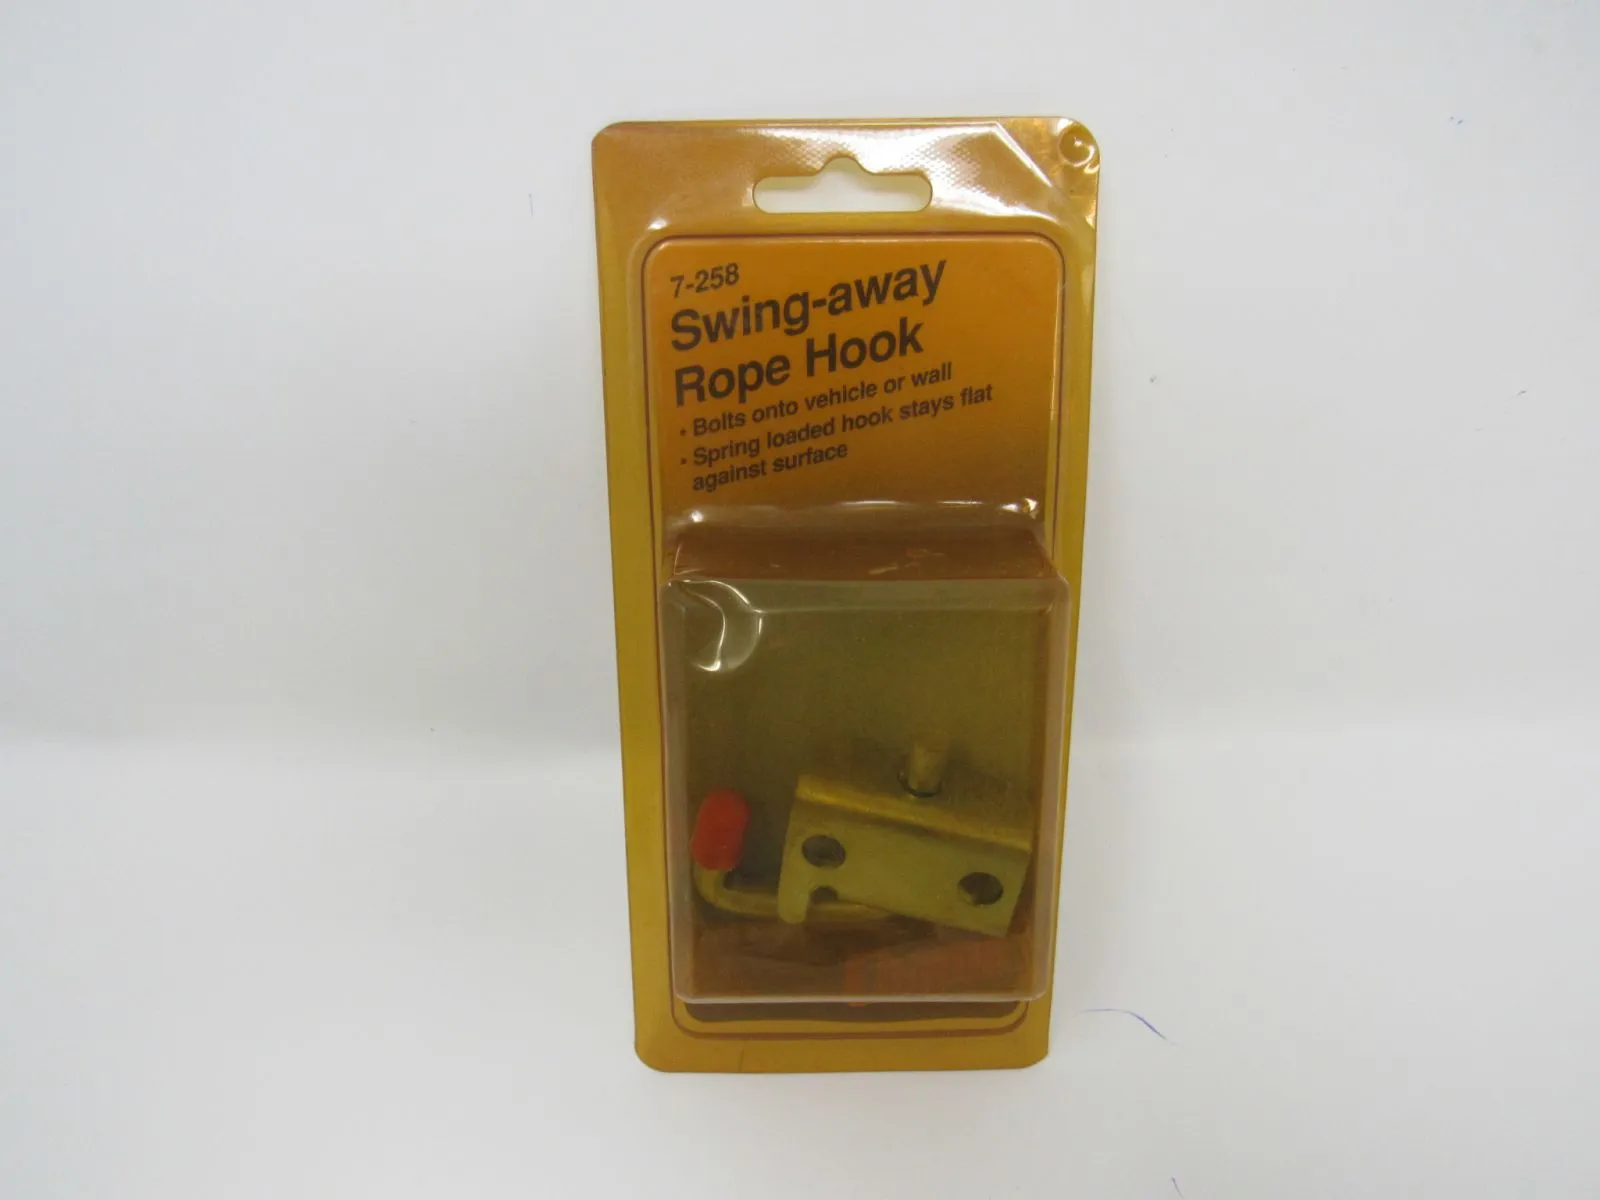 7-258
Swing-away
Rope Hook
• Bolts onto vehicle or wall
• Spring loaded hook stays flat
against surface